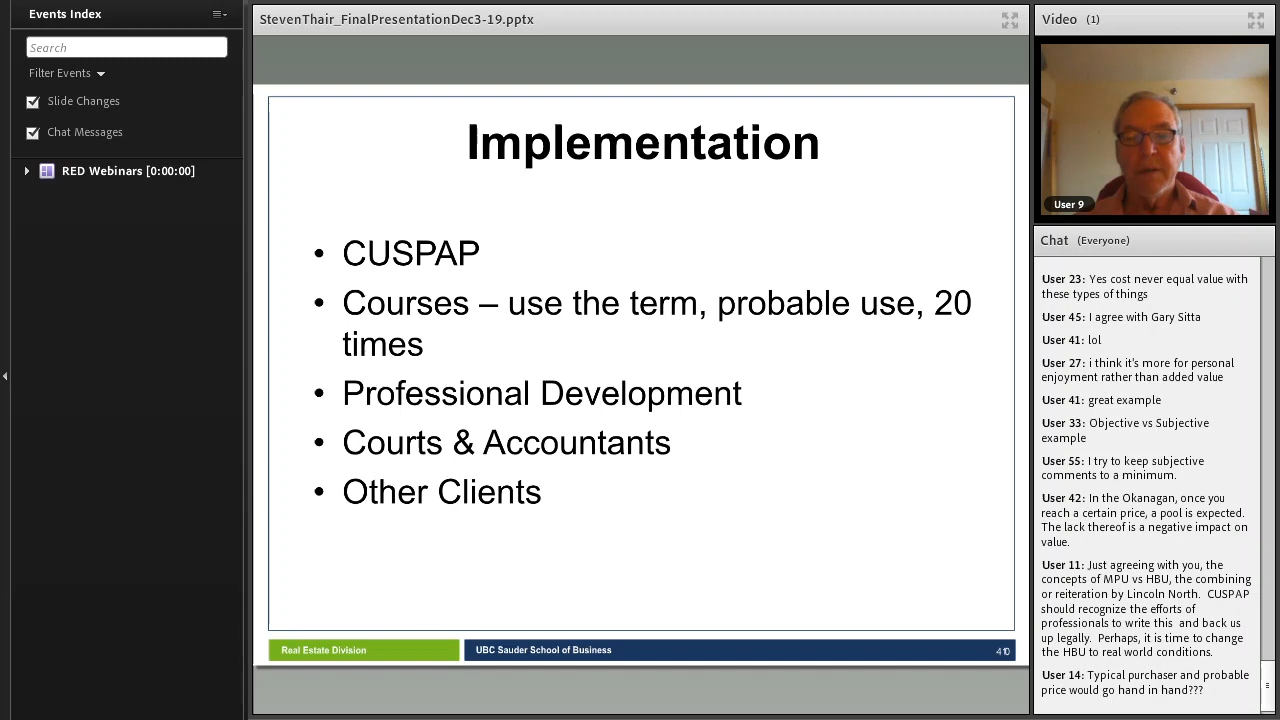 Events Index
Search
Filter Events
Slide Changes
Chat Messages
RED Webinars [0:00:00]
StevenThair_FinalPresentationDec3-19.pptx
Implementation
• CUSPAP
• Courses – use the term, probable use, 20
times
• Professional Development
• Courts & Accountants
• Other Clients
Real Estate Division
UBC Sauder School of Business
Video (1)
User 9
Chat (Everyone)
User 23: Yes cost never equal value with
these types of things
User 45: I agree with Gary Sitta
User 41: lol
User 27: i think it's more for personal
enjoyment rather than added value
User 41: great example
User 33: Objective vs Subjective
example
User 55: I try to keep subjective
comments to a minimum.
User 42: In the Okanagan, once you
reach a certain price, a pool is expected.
The lack thereof is a negative impact on
value.
User 11: Just agreeing with you, the
concepts of MPU vs HBU, the combining
or reiteration by Lincoln North. CUSPAP
should recognize the efforts of
professionals to write this and back us
up legally. Perhaps, it is time to change
the HBU to real world conditions.
User 14: Typical purchaser and probable
price would go hand in hand???